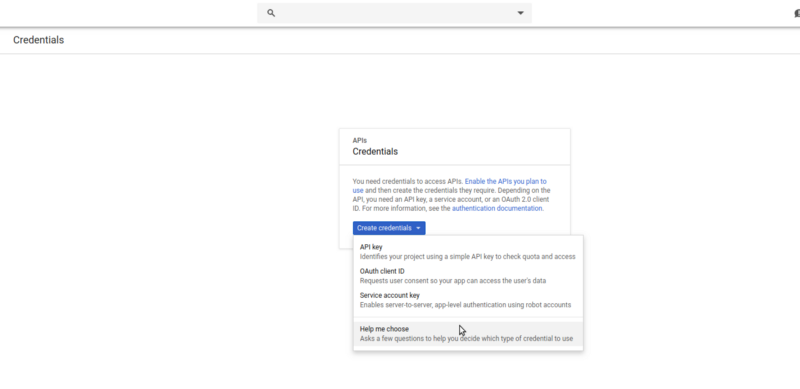 Credentials
APIs
Credentials
You need credentials to access APIs. Enable the APIs you plan to
use and then create the credentials they require. Depending on the
API, you need an API key, a service account, or an OAuth 2.0 client
ID. For more information, see the authentication documentation.
Create credentials
API key
Identifies your project using a simple API key to check quota and access
OAuth client ID
Requests user consent so your app can access the user's data
Service account key
Enables server-to-server, app-level authentication using robot accounts
Help me choose
Asks a few questions to help you decide which type of credential to use